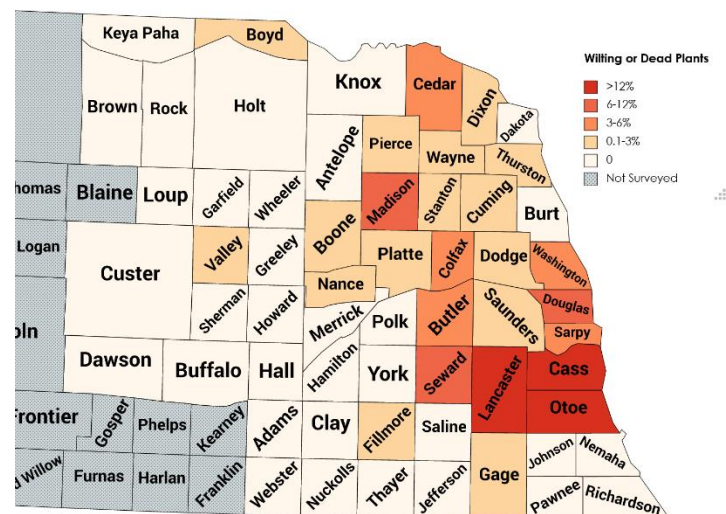 Keya Paha
Boyd
Knox
Cedar
Dixon
Dakota
Brown
Rock
Holt
Antelope
Pierce
Wayne
Thurston
homas
Blaine
Loup
Garfield
Wheeler
Madison
Stanton
Cuming
Burt
Logan
Custer
Valley
Greeley
Boone
Platte
Colfax
Dodge
Washington
Nance
Sherman
Howard
Merrick
Polk
Butler
Saunders
Douglas
Sarpy
oln
Dawson
Buffalo
Hall
Hamilton
York
Seward
Lancaster
Cass
Otoe
Frontier
Gosper
Phelps
Kearney
Adams
Clay
Fillmore
Saline
d Willow
Furnas
Harlan
Franklin
Webster
Nuckolls
Thayer
Jefferson
Gage
Johnson
Nemaha
Pawnee
Richardson
Wilting or Dead Plants
>12%
6-12%
3-6%
0.1-3%
0
Not Surveyed